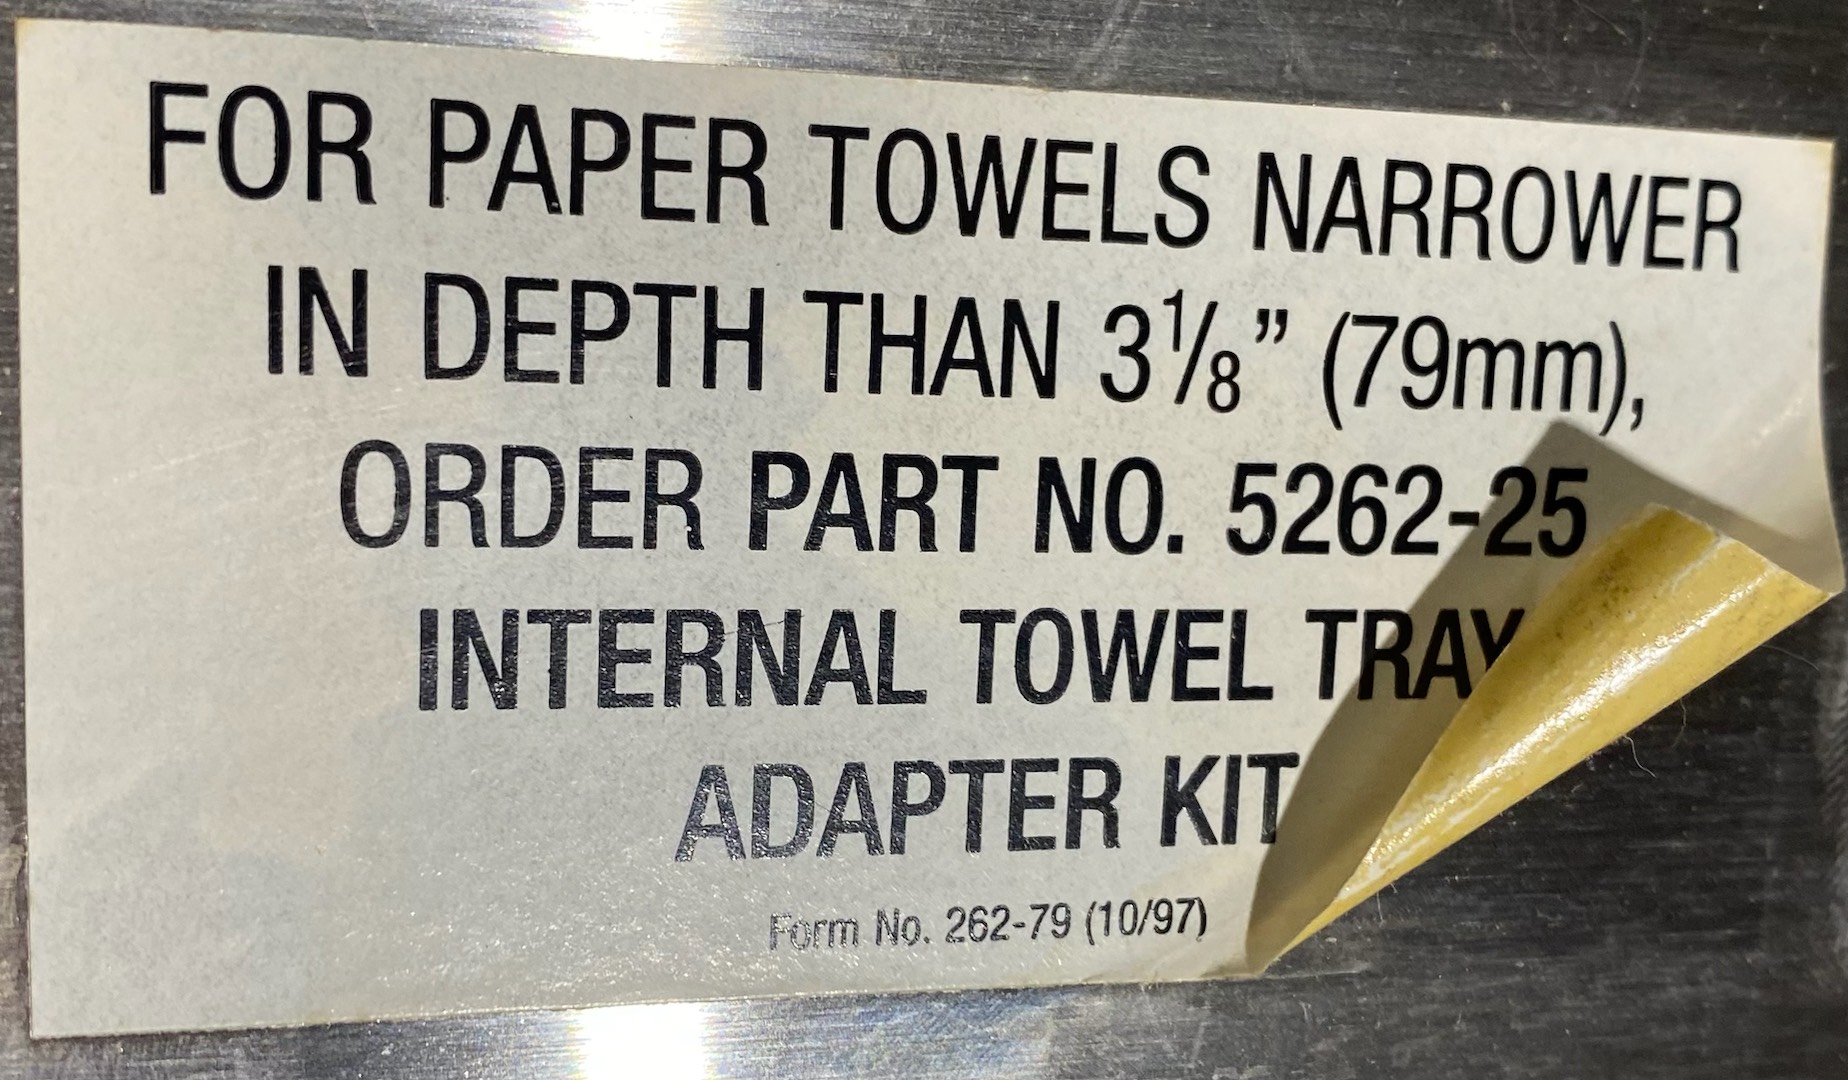 FOR PAPER TOWELS NARROWER
IN DEPTH THAN 3⅛” (79mm),
ORDER PART NO. 5262-25
INTERNAL TOWEL TRAY
ADAPTER KIT
Form No. 262-79 (10/97)